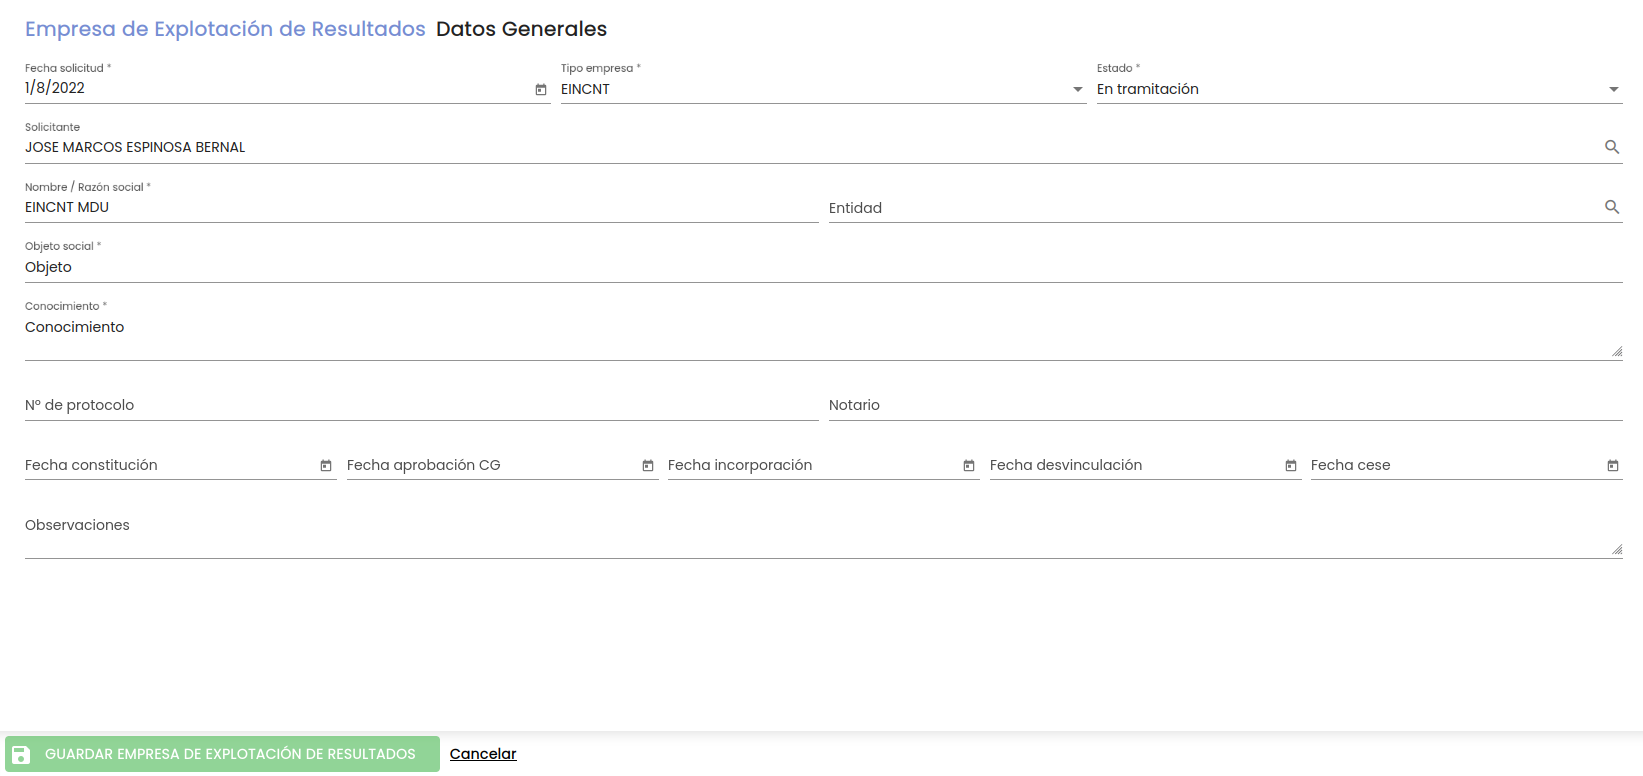 Empresa de Explotación de Resultados Datos Generales
Fecha solicitud * Tipo empresa * Estado *
1/8/2022 EINCNT En tramitación
Solicitante
JOSE MARCOS ESPINOSA BERNAL
Nombre / Razón social *
EINCNT MDU Entidad
Objeto social *
Objeto
Conocimiento *
Conocimiento
Nº de protocolo Notario
Fecha constitución Fecha aprobación CG Fecha incorporación Fecha desvinculación Fecha cese
Observaciones
GUARDAR EMPRESA DE EXPLOTACIÓN DE RESULTADOS Cancelar